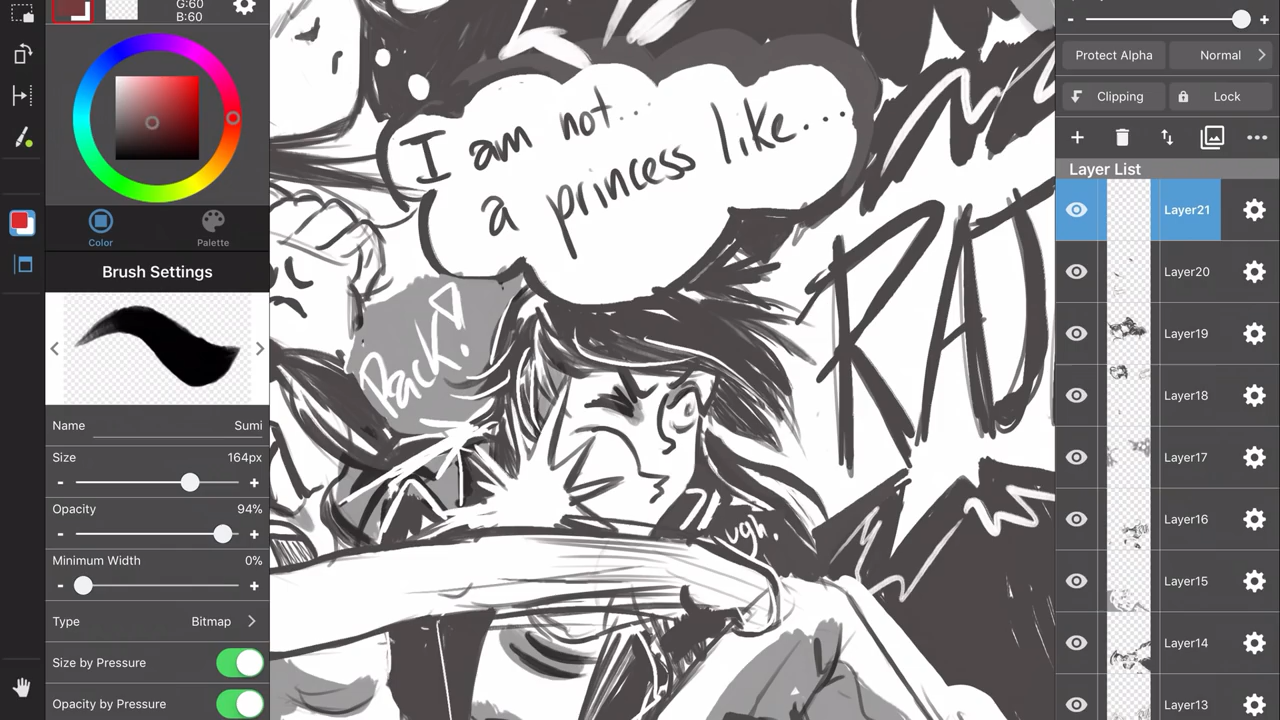 G:60
B:60
Color
Palette
Brush Settings
Name
Sumi
Size
164px
-
+
Opacity
94%
-
+
Minimum Width
0%
-
+
Type
Bitmap
Size by Pressure
Opacity by Pressure
I am not...
a princess like...
RAD
ugh.
-
+
Protect Alpha
Normal
Clipping
Lock
Layer List
Layer21
Layer20
Layer19
Layer18
Layer17
Layer16
Layer15
Layer14
Layer13